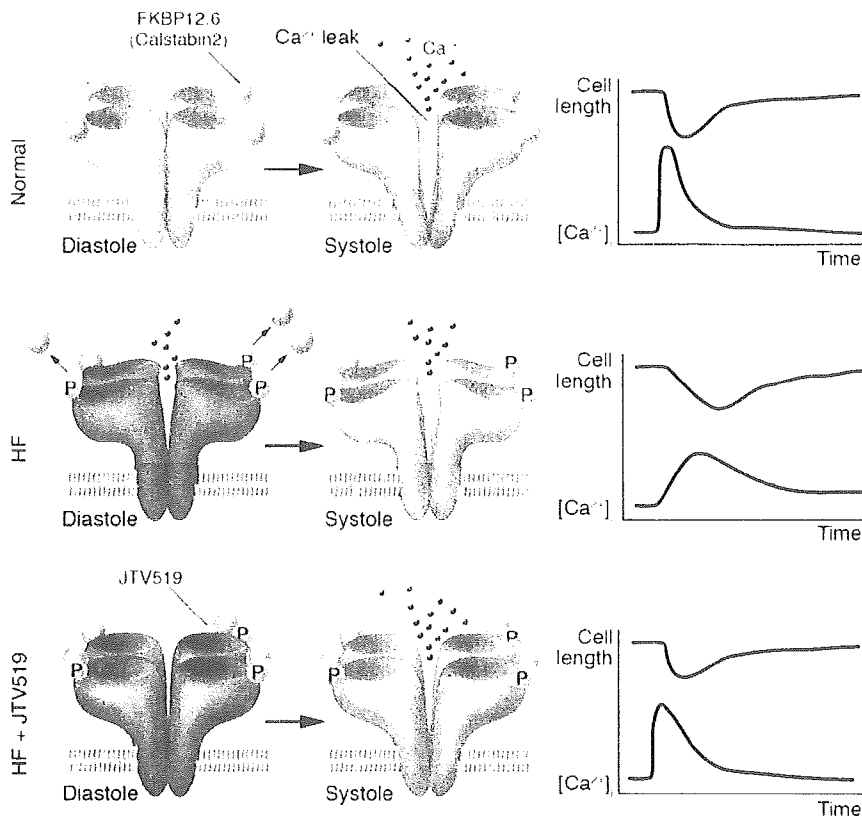 FKBP12.6
(Calstabin2)
Ca²⁺ leak
Ca
Normal
Diastole
Systole
Cell
length
[Ca²⁺]
Time
HF
P
P
P
P
P
P
Diastole
Systole
Cell
length
[Ca²⁺]
Time
JTV519
HF + JTV519
P
P
P
P
P
P
Diastole
Systole
Cell
length
[Ca²⁺]
Time